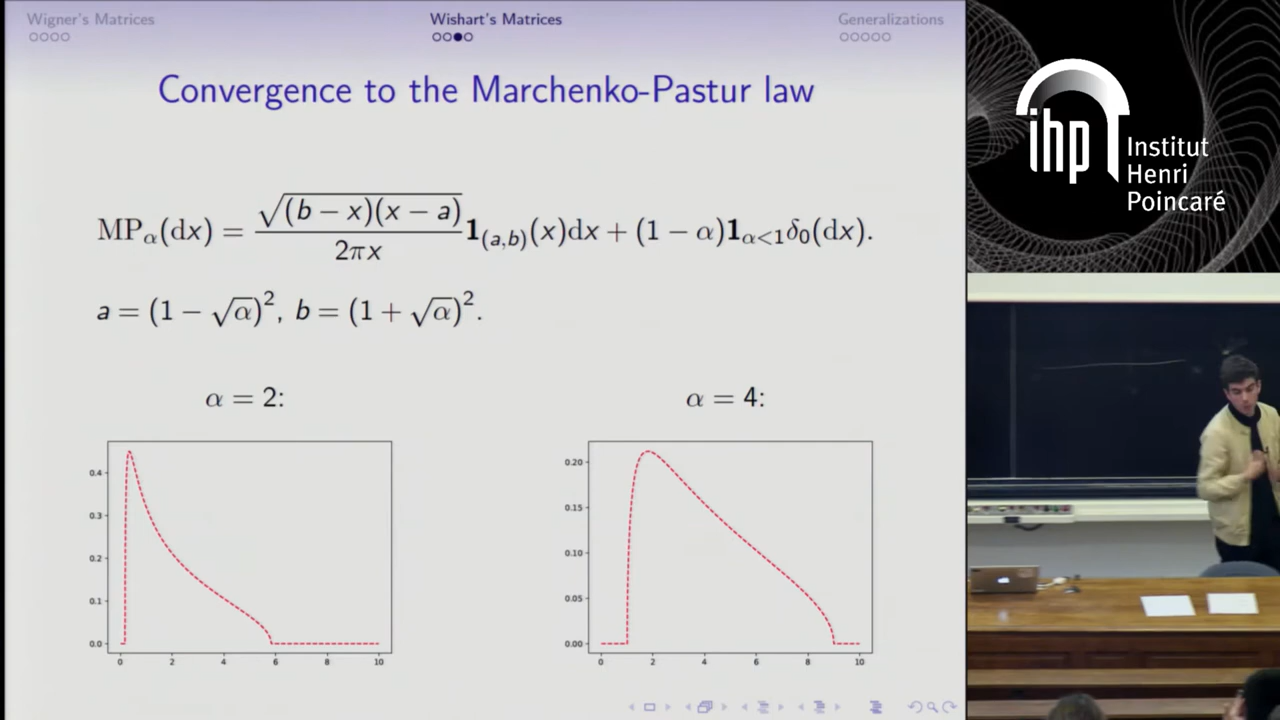 Wigner's Matrices Wishart's Matrices Generalizations
Convergence to the Marchenko-Pastur law
MP_α(dx) = √((b − x)(x − a)) / 2πx 𝟏_(a,b)(x)dx + (1 − α)𝟏_α<1 δ₀(dx).
a = (1 − √α)², b = (1 + √α)².
α = 2:
0.4
0.3
0.2
0.1
0.0
0 2 4 6 8 10
α = 4:
0.20
0.15
0.10
0.05
0.00
0 2 4 6 8 10
ihp Institut
Henri
Poincaré